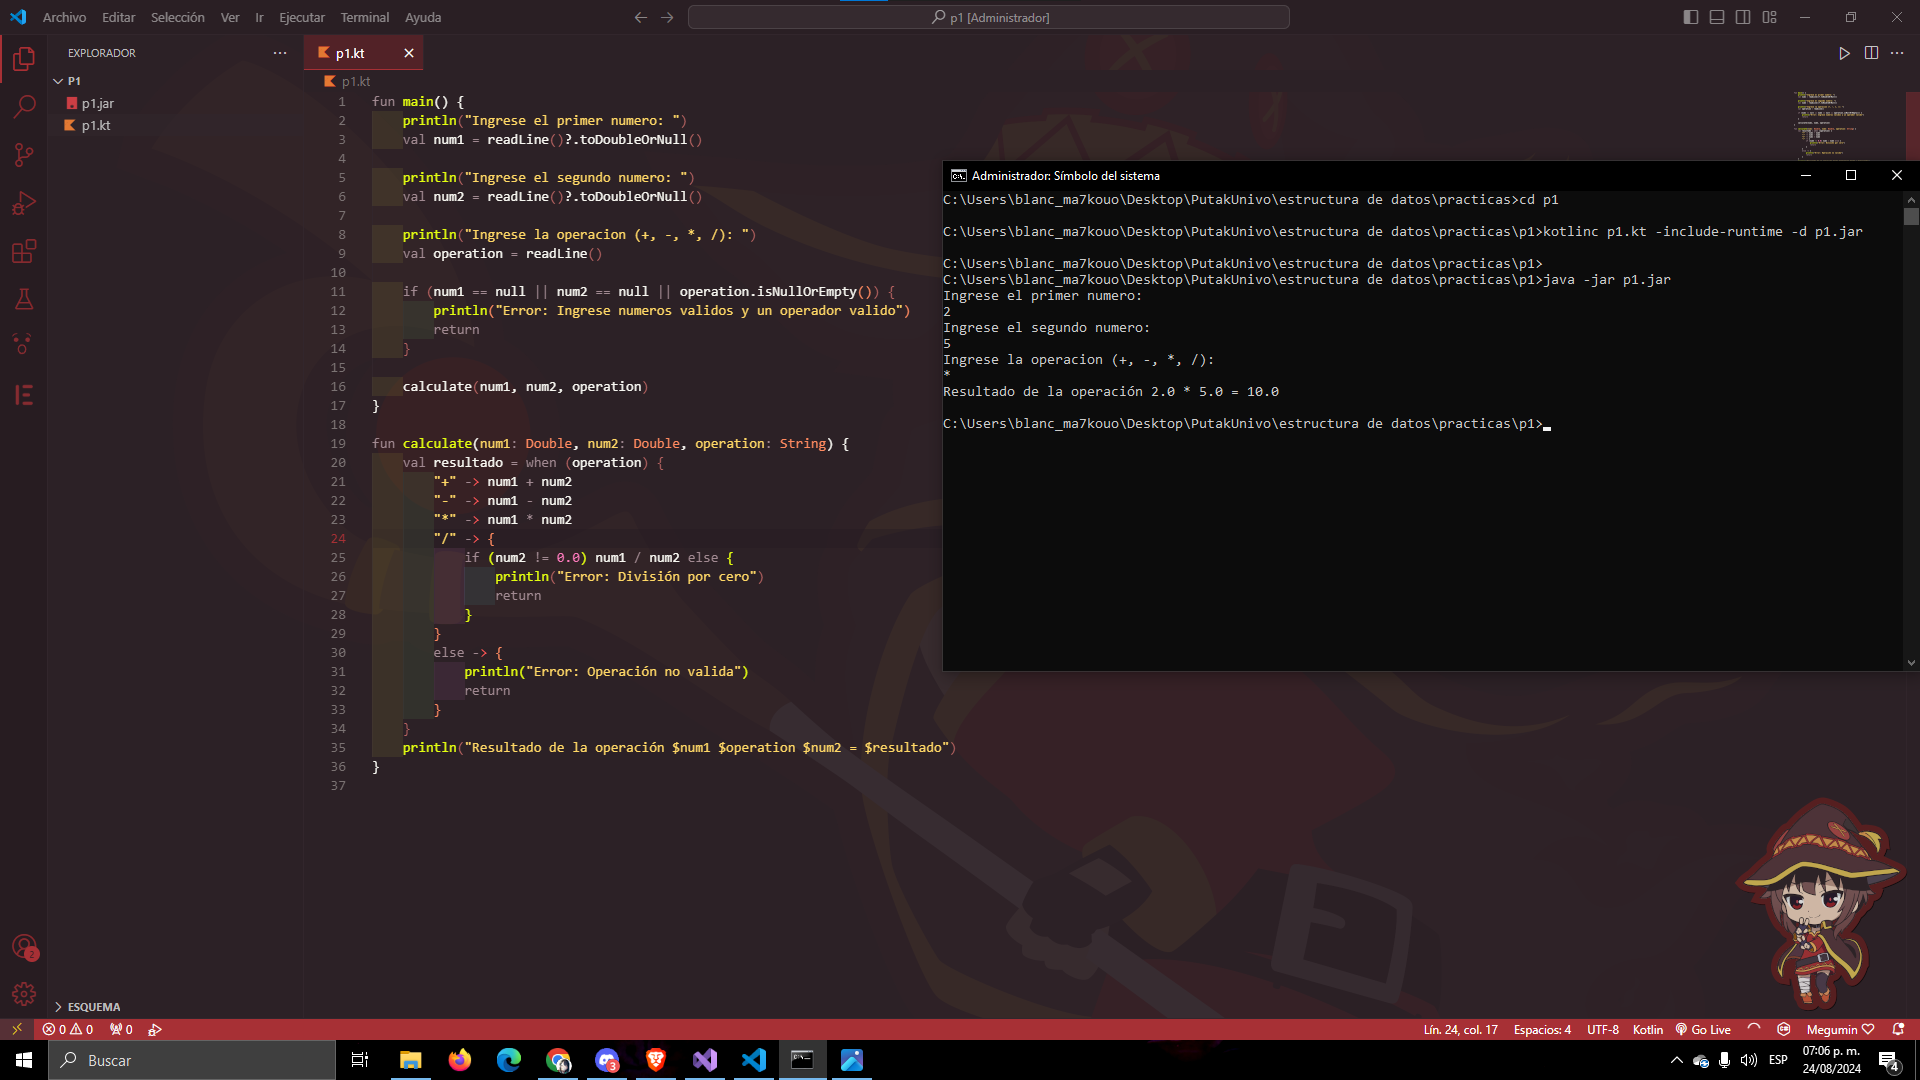 Archivo Editar Selección Ver Ir Ejecutar Terminal Ayuda
p1 [Administrador]
EXPLORADOR
P1
p1.jar
p1.kt
ESQUEMA
p1.kt
p1.kt
1 fun main() {
2 println("Ingrese el primer numero: ")
3 val num1 = readLine()?.toDoubleOrNull()
4
5 println("Ingrese el segundo numero: ")
6 val num2 = readLine()?.toDoubleOrNull()
7
8 println("Ingrese la operacion (+, -, *, /): ")
9 val operation = readLine()
10
11 if (num1 == null || num2 == null || operation.isNullOrEmpty()) {
12 println("Error: Ingrese numeros validos y un operador valido")
13 return
14 }
15
16 calculate(num1, num2, operation)
17 }
18
19 fun calculate(num1: Double, num2: Double, operation: String) {
20 val resultado = when (operation) {
21 "+" -> num1 + num2
22 "-" -> num1 - num2
23 "*" -> num1 * num2
24 "/" -> {
25 if (num2 != 0.0) num1 / num2 else {
26 println("Error: División por cero")
27 return
28 }
29 }
30 else -> {
31 println("Error: Operación no valida")
32 return
33 }
34 }
35 println("Resultado de la operación $num1 $operation $num2 = $resultado")
36 }
37
Administrador: Símbolo del sistema
C:\Users\blanc_ma7kouo\Desktop\PutakUnivo\estructura de datos\practicas>cd p1
C:\Users\blanc_ma7kouo\Desktop\PutakUnivo\estructura de datos\practicas\p1>kotlinc p1.kt -include-runtime -d p1.jar
C:\Users\blanc_ma7kouo\Desktop\PutakUnivo\estructura de datos\practicas\p1>
C:\Users\blanc_ma7kouo\Desktop\PutakUnivo\estructura de datos\practicas\p1>java -jar p1.jar
Ingrese el primer numero:
2
Ingrese el segundo numero:
5
Ingrese la operacion (+, -, *, /):
*
Resultado de la operación 2.0 * 5.0 = 10.0
C:\Users\blanc_ma7kouo\Desktop\PutakUnivo\estructura de datos\practicas\p1>
2
0 0 0
Lín. 24, col. 17 Espacios: 4 UTF-8 Kotlin Go Live Megumin
Buscar
3
ESP
07:06 p. m.
24/08/2024
4